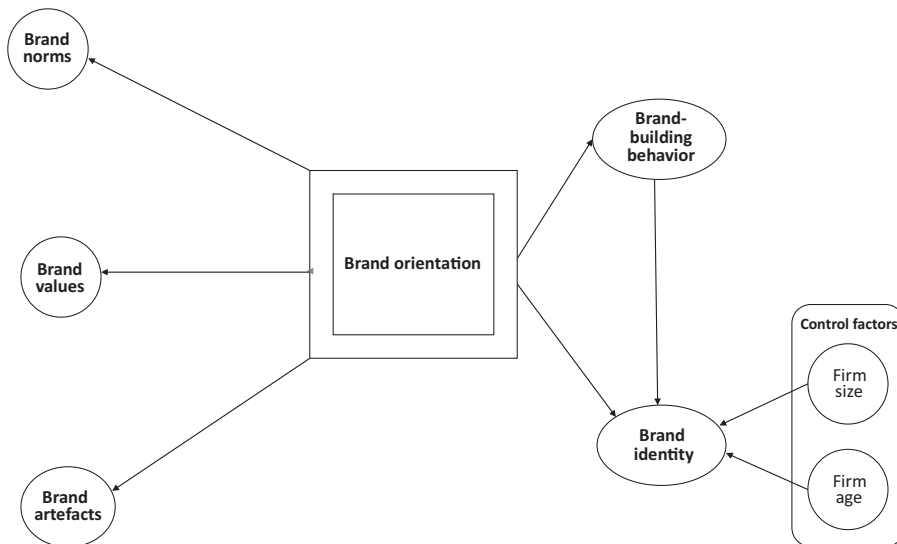 Brand
norms
Brand-
building
behavior
Brand orientation
Brand
values
Control factors
Firm
size
Brand
identity
Firm
age
Brand
artefacts